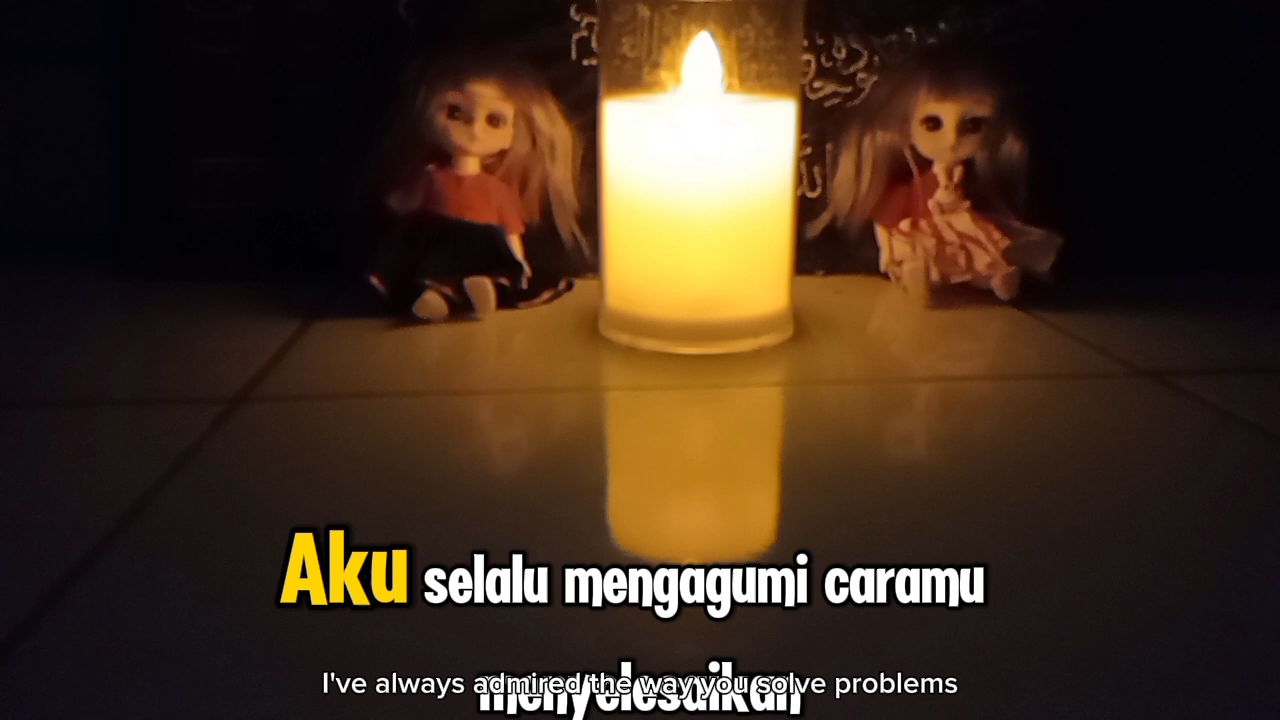 Aku selalu mengagumi caramu
menyelesaikan
I've always admired the way you solve problems